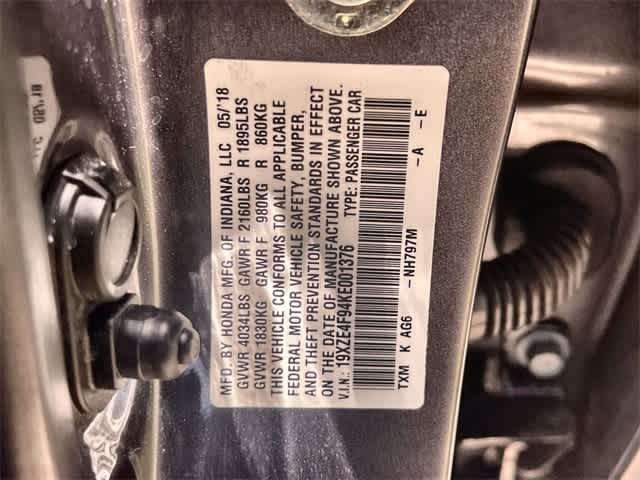 MFD. BY HONDA MFG. OF INDIANA, LLC 05/18
GVWR 4034LBS GAWR F 2160LBS R 1895LBS
GVWR 1830KG GAWR F 980KG R 860KG
THIS VEHICLE CONFORMS TO ALL APPLICABLE
FEDERAL MOTOR VEHICLE SAFETY, BUMPER,
AND THEFT PREVENTION STANDARDS IN EFFECT
ON THE DATE OF MANUFACTURE SHOWN ABOVE.
V.I.N.: 19XZE4F94KE001376 TYPE: PASSENGER CAR
TXM K AG6 -NH797M -A -E